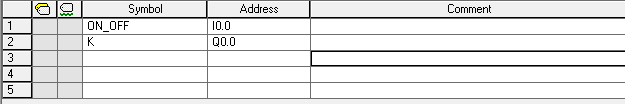 Symbol Address Comment
1 ON_OFF I0.0
2 K Q0.0
3
4
5